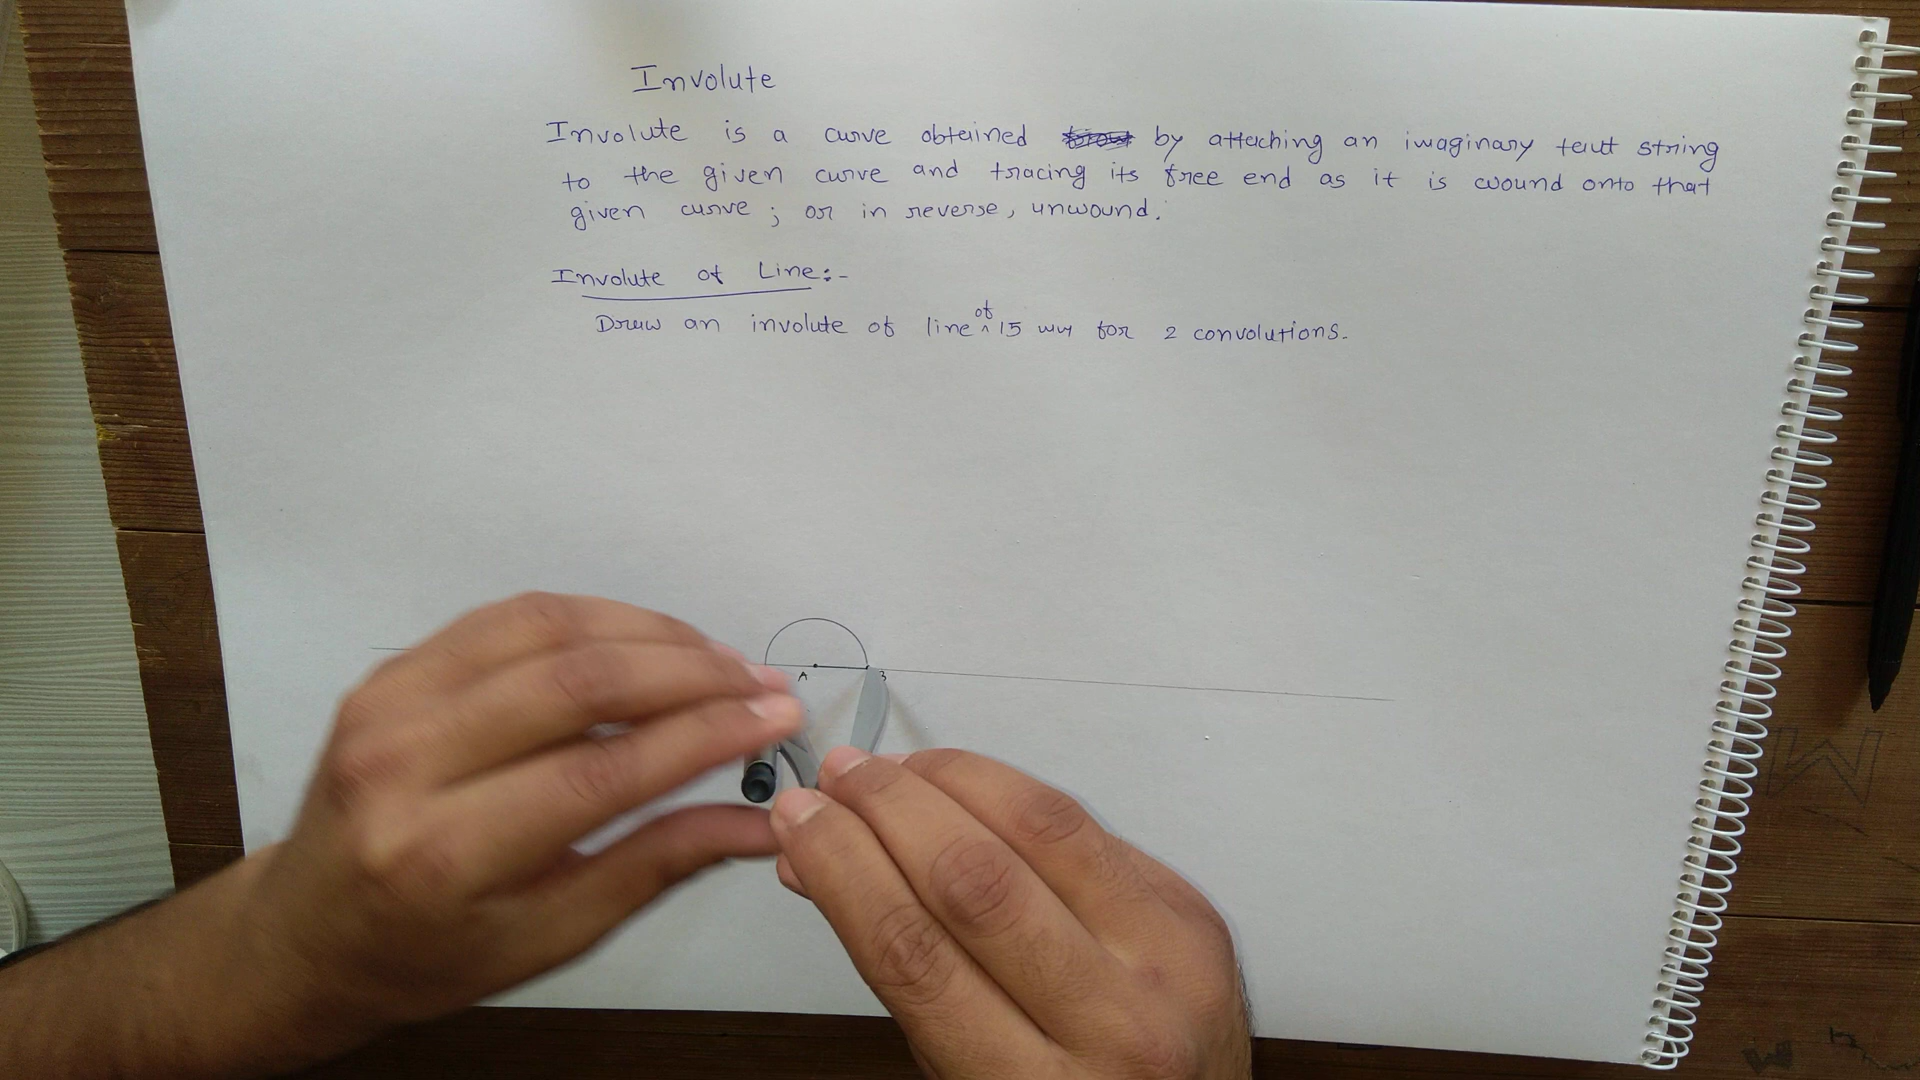 Involute
Involute is a curve obtained by attaching an imaginary taut string
to the given curve and tracing its free end as it is wound onto that
given curve; or in reverse, unwound.
Involute of Line:-
Draw an involute of line of 15 mm for 2 convolutions.
A B